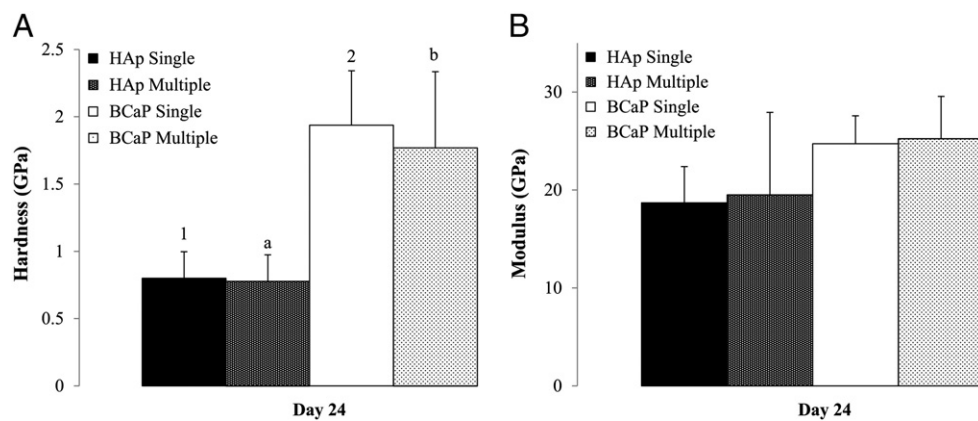 A
HAp Single
HAp Multiple
BCaP Single
BCaP Multiple
Hardness (GPa)
2.5
2
1.5
1
0.5
0
1
a
2
b
Day 24
B
HAp Single
HAp Multiple
BCaP Single
BCaP Multiple
Modulus (GPa)
30
20
10
0
Day 24